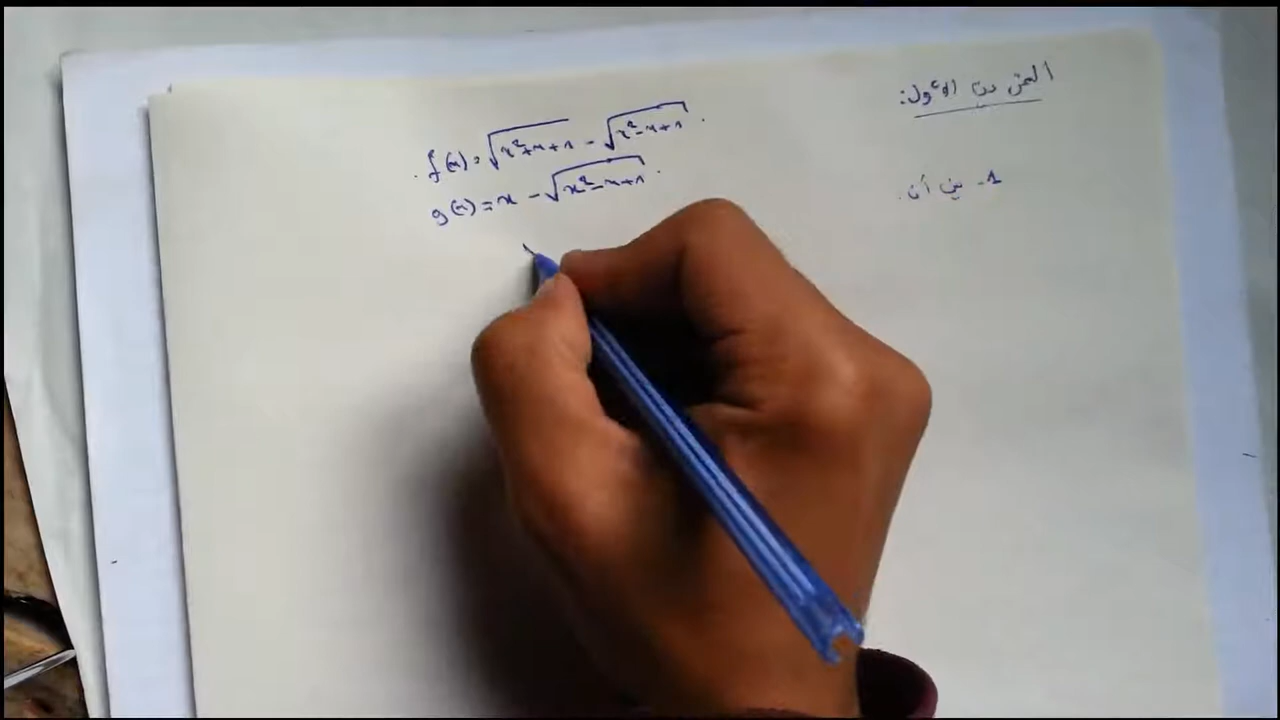 التمرين الأول:
f(x) = √(x²+x+1) - √(x²-x+1).
g(x) = x - √(x²-x+1).
1- بين أن.